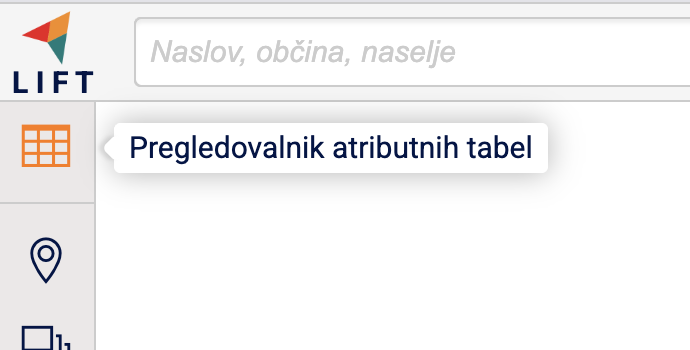 Naslov, občina, naselje
LIFT
Pregledovalnik atributnih tabel